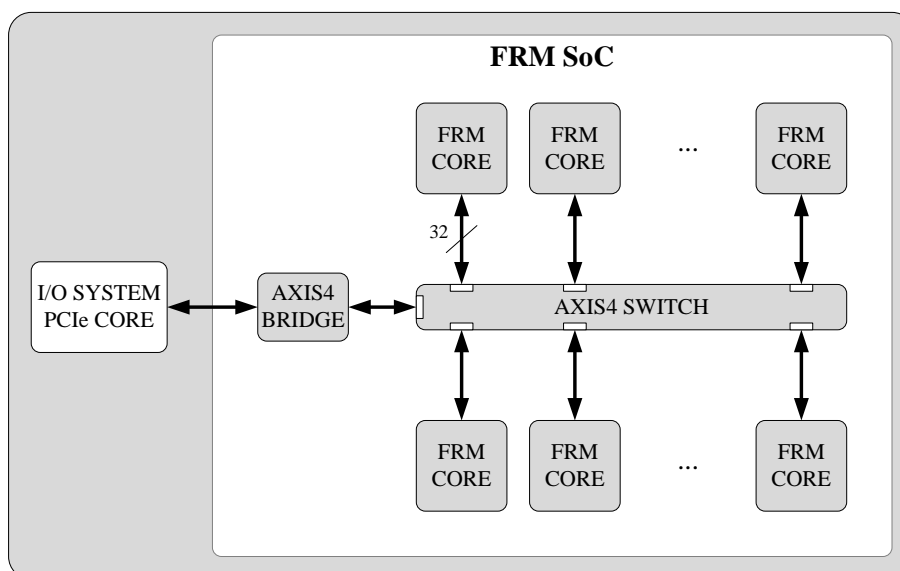 FRM SoC
FRM
CORE
FRM
CORE
...
FRM
CORE
32
I/O SYSTEM
PCIe CORE
AXIS4
BRIDGE
AXIS4 SWITCH
FRM
CORE
FRM
CORE
...
FRM
CORE